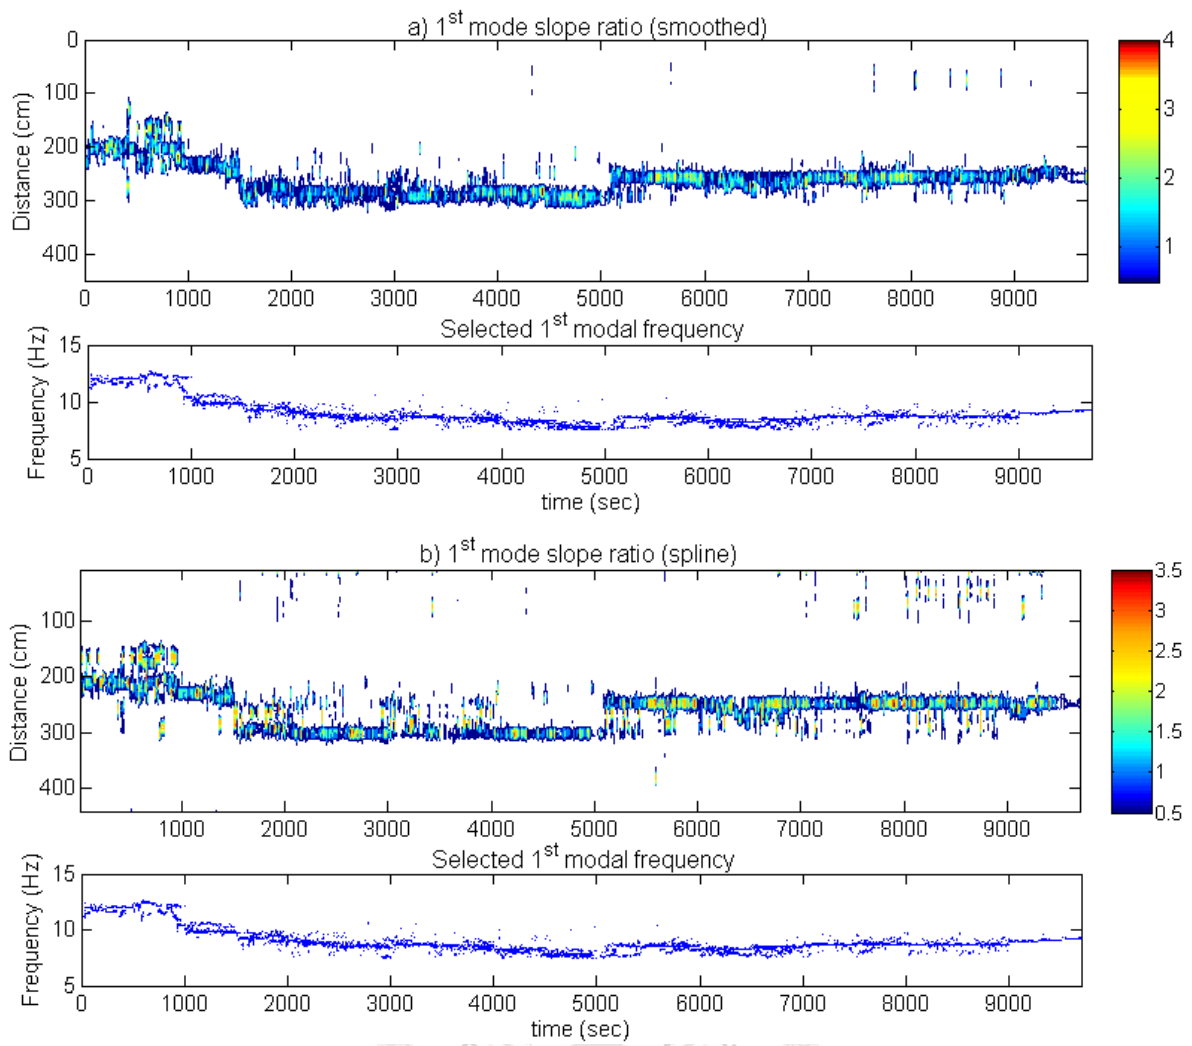 a) 1st mode slope ratio (smoothed)
Distance (cm)
0
100
200
300
400
0 1000 2000 3000 4000 5000 6000 7000 8000 9000
4
3
2
1
Selected 1st modal frequency
Frequency (Hz)
15
10
5
0 1000 2000 3000 4000 5000 6000 7000 8000 9000
time (sec)
b) 1st mode slope ratio (spline)
Distance (cm)
100
200
300
400
1000 2000 3000 4000 5000 6000 7000 8000 9000
3.5
3
2.5
2
1.5
1
0.5
Selected 1st modal frequency
Frequency (Hz)
15
10
5
0 1000 2000 3000 4000 5000 6000 7000 8000 9000
time (sec)